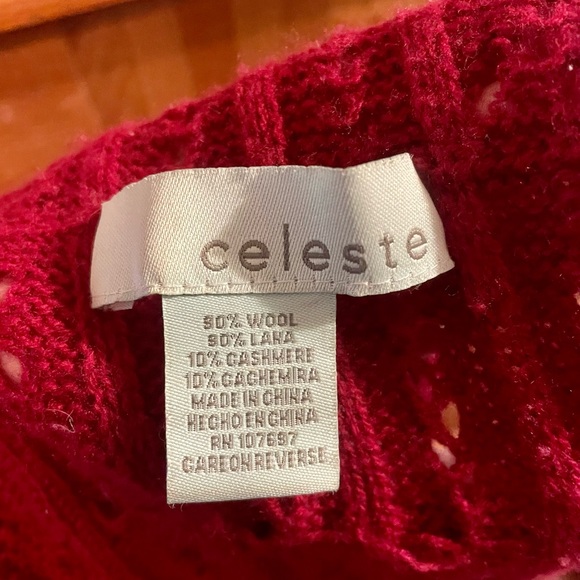 celeste
90% WOOL
90% LANA
10% CASHMERE
10% CACHEMIRA
MADE IN CHINA
HECHO EN CHINA
RN 107697
CARE ON REVERSE